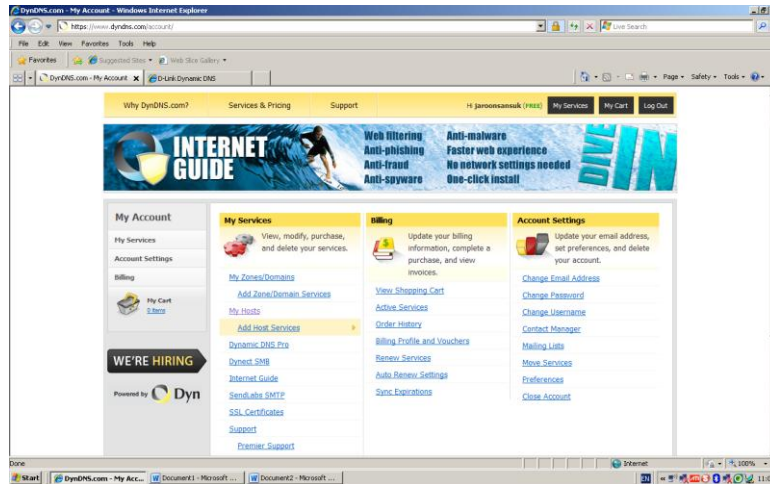 DynDNS.com - My Account - Windows Internet Explorer
https://www.dyndns.com/account/
Live Search
File Edit View Favorites Tools Help
Favorites Suggested Sites Web Slice Gallery
DynDNS.com - My Account D-Link Dynamic DNS
Page Safety Tools
Why DynDNS.com? Services & Pricing Support Hi jaroonsansuk (FREE) My Services My Cart Log Out
INTERNET GUIDE
Web filtering Anti-malware
Anti-phishing Faster web experience
Anti-fraud No network settings needed
Anti-spyware One-click install
DIVE IN
My Account
My Services
Account Settings
Billing
My Cart
0 items
WE'RE HIRING
Powered by Dyn
My Services
View, modify, purchase, and delete your services.
My Zones/Domains
Add Zone/Domain Services
My Hosts
Add Host Services
Dynamic DNS Pro
Dynect SMB
Internet Guide
SendLabs SMTP
SSL Certificates
Support
Premier Support
Billing
Update your billing information, complete a purchase, and view invoices.
View Shopping Cart
Active Services
Order History
Billing Profile and Vouchers
Renew Services
Auto Renew Settings
Sync Expirations
Account Settings
Update your email address, set preferences, and delete your account.
Change Email Address
Change Password
Change Username
Contact Manager
Mailing Lists
Move Services
Preferences
Close Account
Done Internet 100%
Start DynDNS.com - My Acc... Document1 - Microsoft ... Document2 - Microsoft ... EN